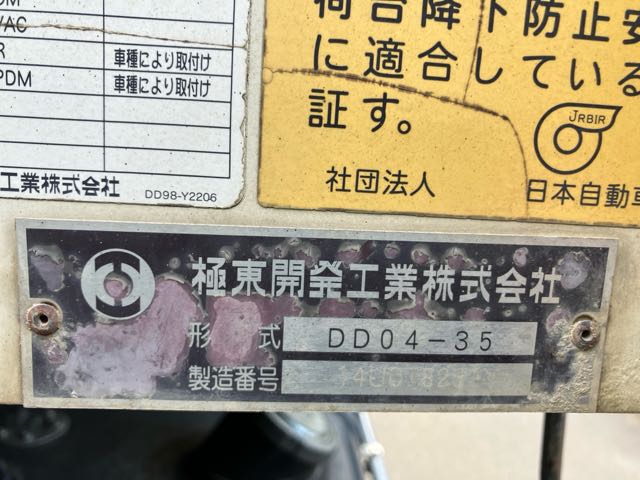 VAC
R 車種により取付け
PDM 車種により取付け
工業株式会社
DD98-Y2206
荷台降下防止安
に適合している
証す。
JRBIR
社団法人
日本自動車
極東開発工業株式会社
形 式 DD04-35
製造番号